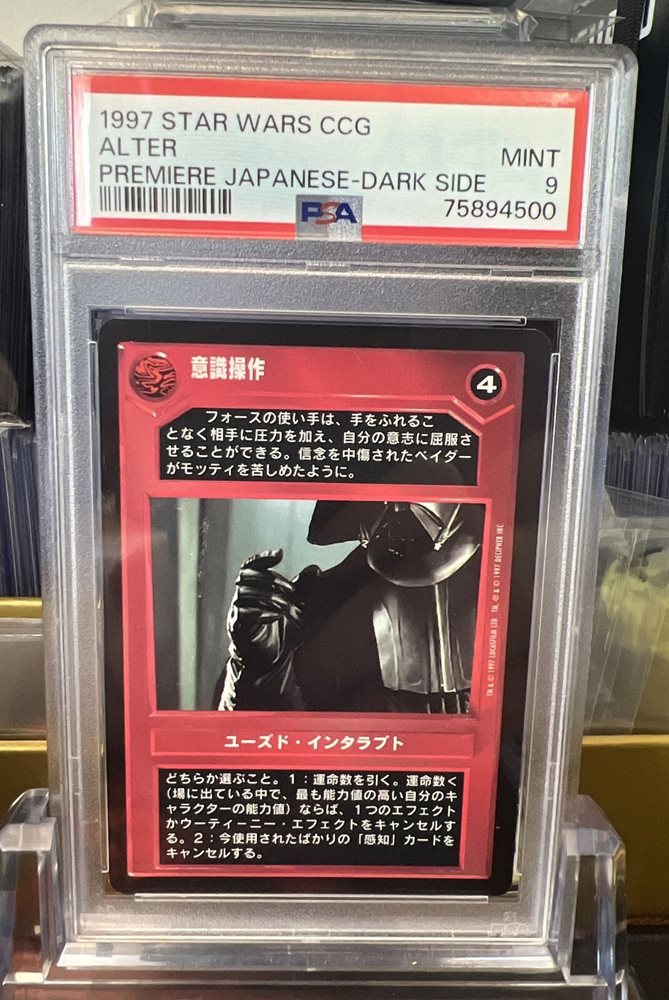 1997 STAR WARS CCG
ALTER
MINT
PREMIERE JAPANESE-DARK SIDE
9
PSA
75894500
意識操作
4
フォースの使い手は、手をふれるこ
となく相手に圧力を加え、自分の意志に屈服さ
せることができる。信念を中傷されたベイダー
がモッティを苦しめたように。
TM & © 1997 LUCASFILM LTD. TM, ® & © 1997 DECIPHER INC
ユーズド・インタラプト
どちらか選ぶこと。1：運命数を引く。運命数く
(場に出ている中で、最も能力値の高い自分のキ
ャラクターの能力値）ならば、1つのエフェクト
かウーティーニー・エフェクトをキャンセルす
る。2：今使用されたばかりの「感知」カードを
キャンセルする。
PSA